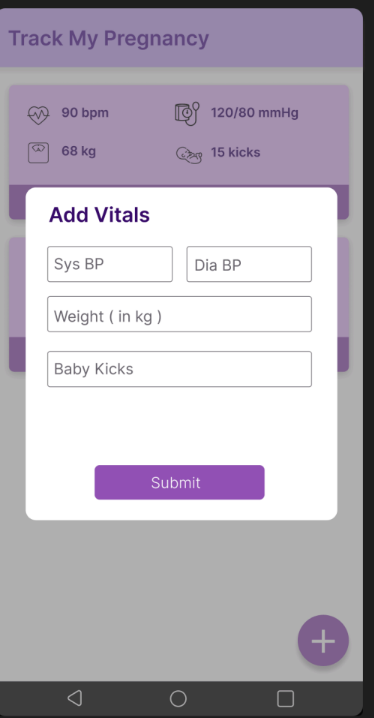 Track My Pregnancy
90 bpm 120/80 mmHg
68 kg 15 kicks
Add Vitals
Sys BP Dia BP
Weight ( in kg )
Baby Kicks
Submit